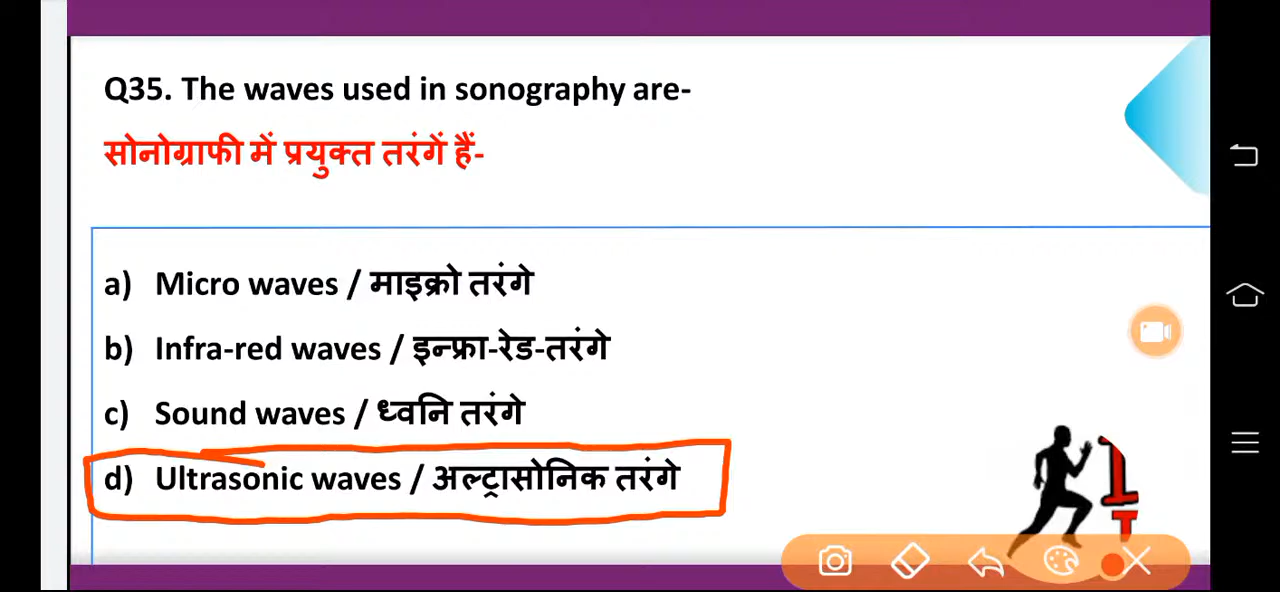 Q35. The waves used in sonography are-
सोनोग्राफी में प्रयुक्त तरंगें हैं-
a) Micro waves / माइक्रो तरंगे
b) Infra-red waves / इन्फ्रा-रेड-तरंगे
c) Sound waves / ध्वनि तरंगे
d) Ultrasonic waves / अल्ट्रासोनिक तरंगे